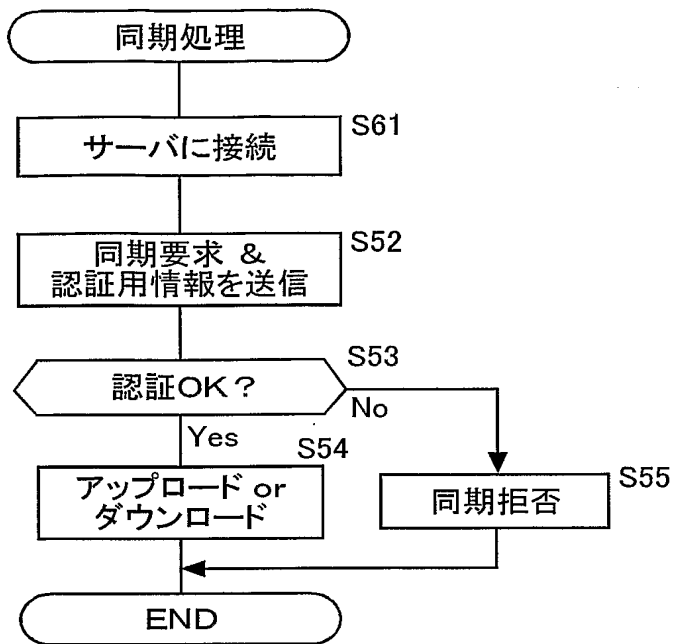 同期処理
S61
サーバに接続
S52
同期要求 &
認証用情報を送信
S53
認証OK?
No
Yes
S54
アップロード or
ダウンロード
S55
同期拒否
END